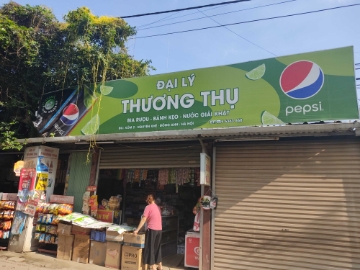 ĐẠI LÝ
THƯƠNG THỤ
BIA RƯỢU - BÁNH KẸO - NƯỚC GIẢI KHÁT
pepsi